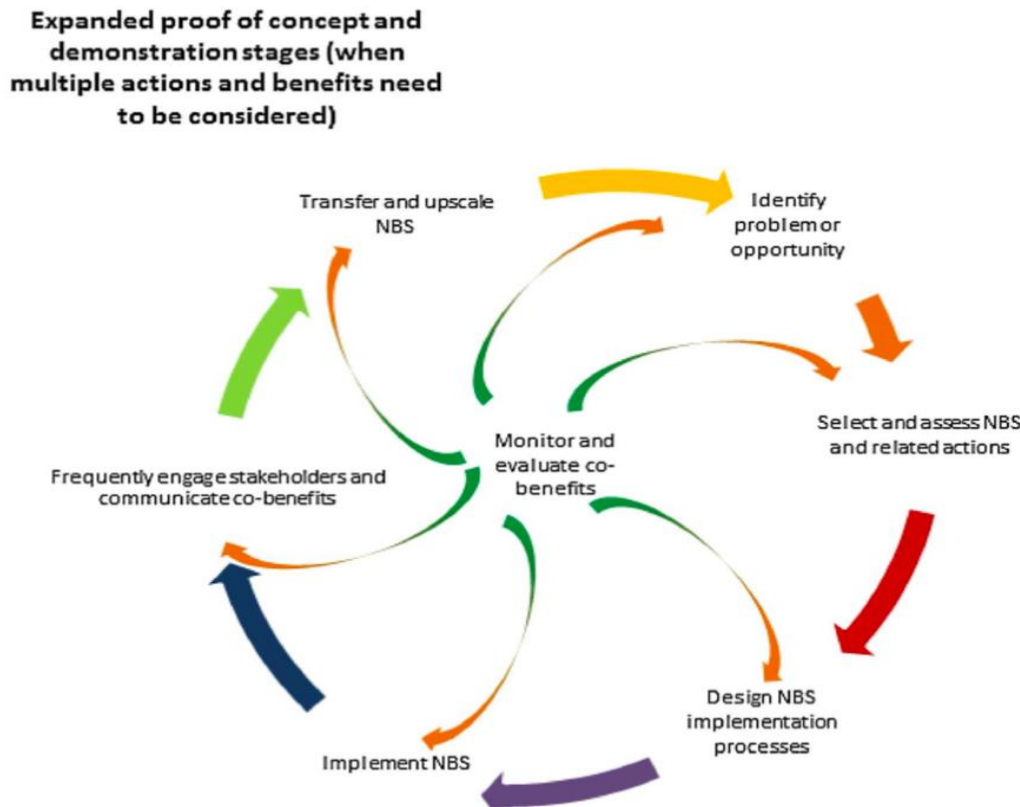 Expanded proof of concept and
demonstration stages (when
multiple actions and benefits need
to be considered)
Transfer and upscale
NBS
Identify
problem or
opportunity
Select and assess NBS
and related actions
Monitor and
evaluate co-
benefits
Frequently engage stakeholders and
communicate co-benefits
Design NBS
implementation
processes
Implement NBS